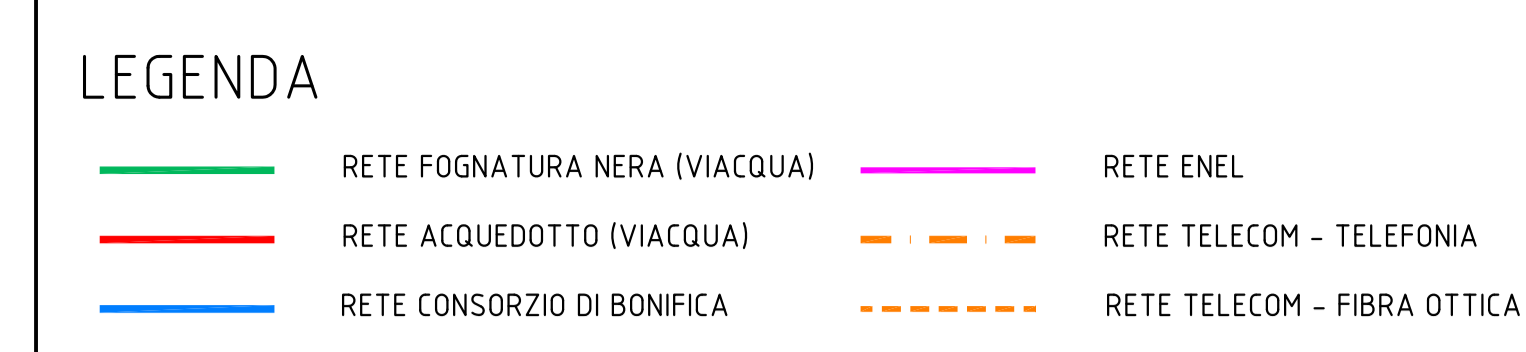 LEGENDA
RETE FOGNATURA NERA (VIACQUA)
RETE ACQUEDOTTO (VIACQUA)
RETE CONSORZIO DI BONIFICA
RETE ENEL
RETE TELECOM - TELEFONIA
RETE TELECOM - FIBRA OTTICA